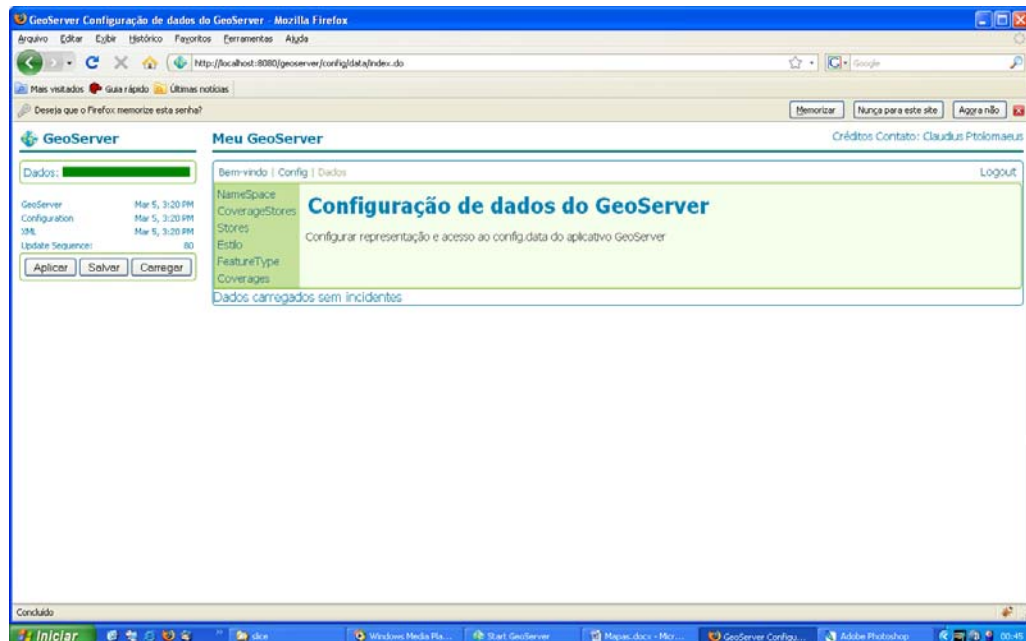 GeoServer Configuração de dados do GeoServer - Mozilla Firefox
Arquivo Editar Exibir Histórico Favoritos Ferramentas Ajuda
http://localhost:8080/geoserver/config/data/index.do
Google
Mais visitados Guia rápido Últimas notícias
Deseja que o Firefox memorize esta senha? Memorizar Nunca para este site Agora não
GeoServer
Meu GeoServer
Créditos Contato: Claudius Ptolomaeus
Dados:
Bem-vindo | Config | Dados
Logout
GeoServer Mar 5, 3:20 PM
Configuration Mar 5, 3:20 PM
XML Mar 5, 3:20 PM
Update Sequence: 80
Aplicar Salvar Carregar
NameSpace
CoverageStores
Stores
Estilo
FeatureType
Coverages
Configuração de dados do GeoServer
Configurar representação e acesso ao config.data do aplicativo GeoServer
Dados carregados sem incidentes
Concluído
Iniciar slice Windows Media Pla... Start GeoServer Mapas.docx - Micr... GeoServer Configu... Adobe Photoshop